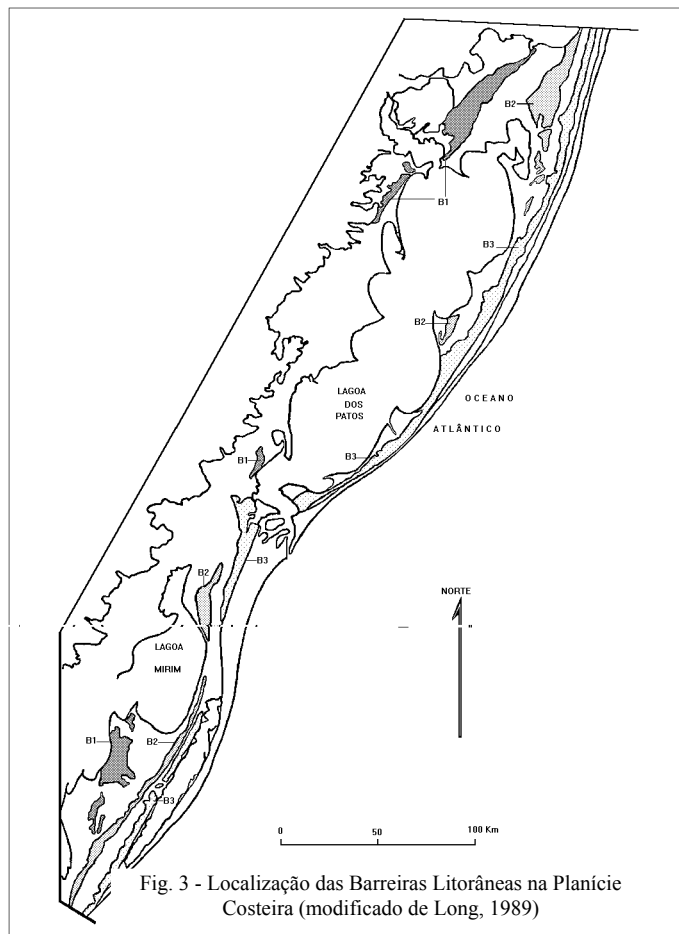 B2
B1
B3
B2
LAGOA
DOS
PATOS
OCEANO
ATLÂNTICO
B3
B1
B3
B2
NORTE
LAGOA
MIRIM
B1
B2
B3
0 50 100 Km
Fig. 3 - Localização das Barreiras Litorâneas na Planície
Costeira (modificado de Long, 1989)